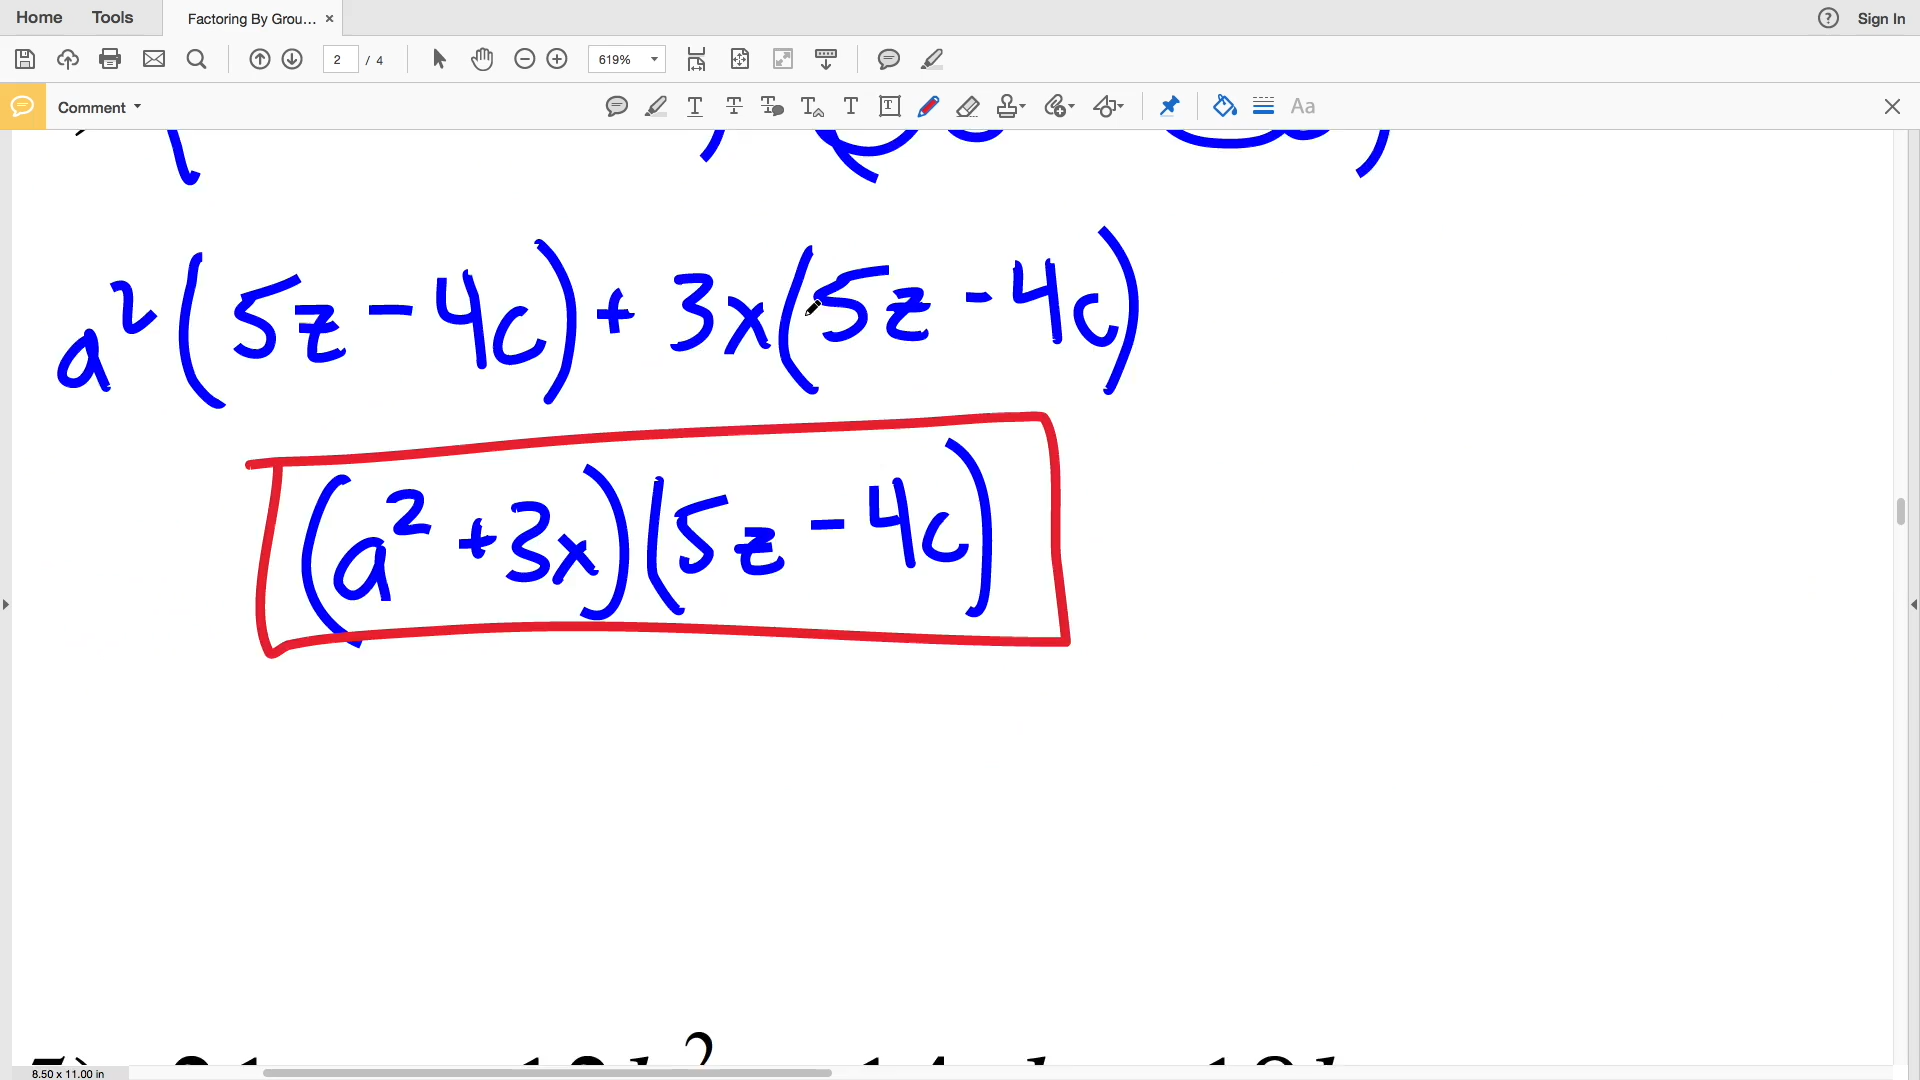 Home Tools Factoring By Grou... × ? Sign In
2 / 4 619%
Comment T T T T T T Aa
a²(5z - 4c) + 3x(5z - 4c)
(a² + 3x)(5z - 4c)
8.50 x 11.00 in